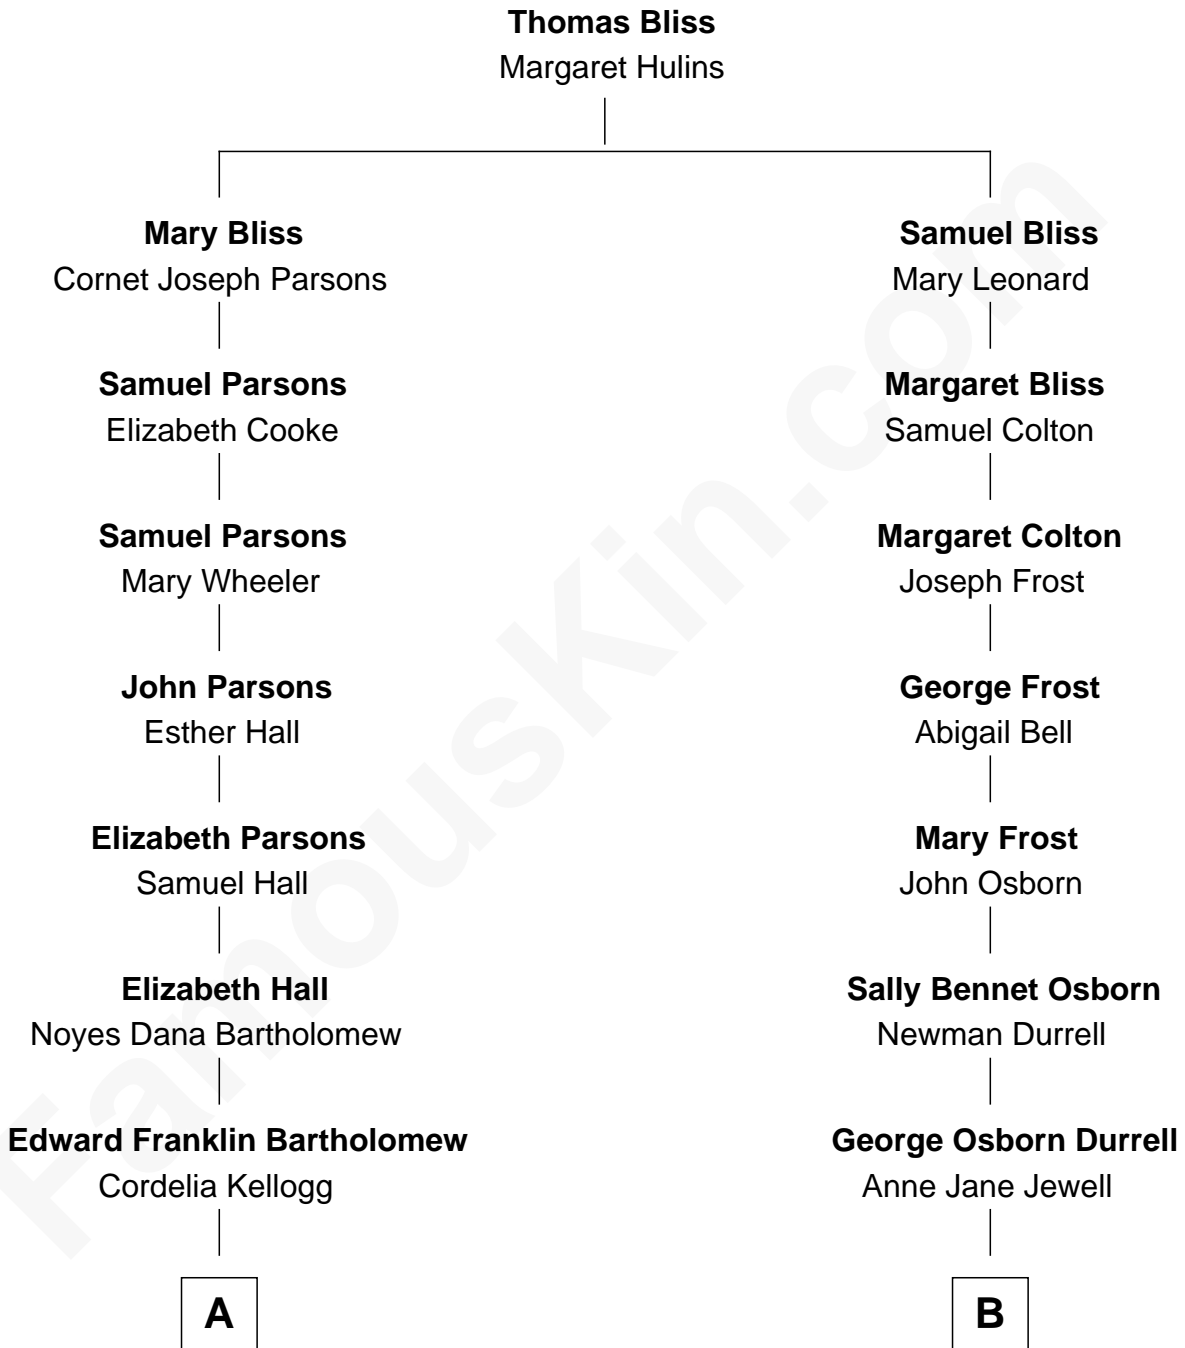 Thomas Bliss
Margaret Hulins
Mary Bliss
Cornet Joseph Parsons
Samuel Bliss
Mary Leonard
Samuel Parsons
Elizabeth Cooke
Margaret Bliss
Samuel Colton
Samuel Parsons
Mary Wheeler
Margaret Colton
Joseph Frost
John Parsons
Esther Hall
George Frost
Abigail Bell
Elizabeth Parsons
Samuel Hall
Mary Frost
John Osborn
Elizabeth Hall
Noyes Dana Bartholomew
Sally Bennet Osborn
Newman Durrell
Edward Franklin Bartholomew
Cordelia Kellogg
George Osborn Durrell
Anne Jane Jewell
A
B
FamousKin.com